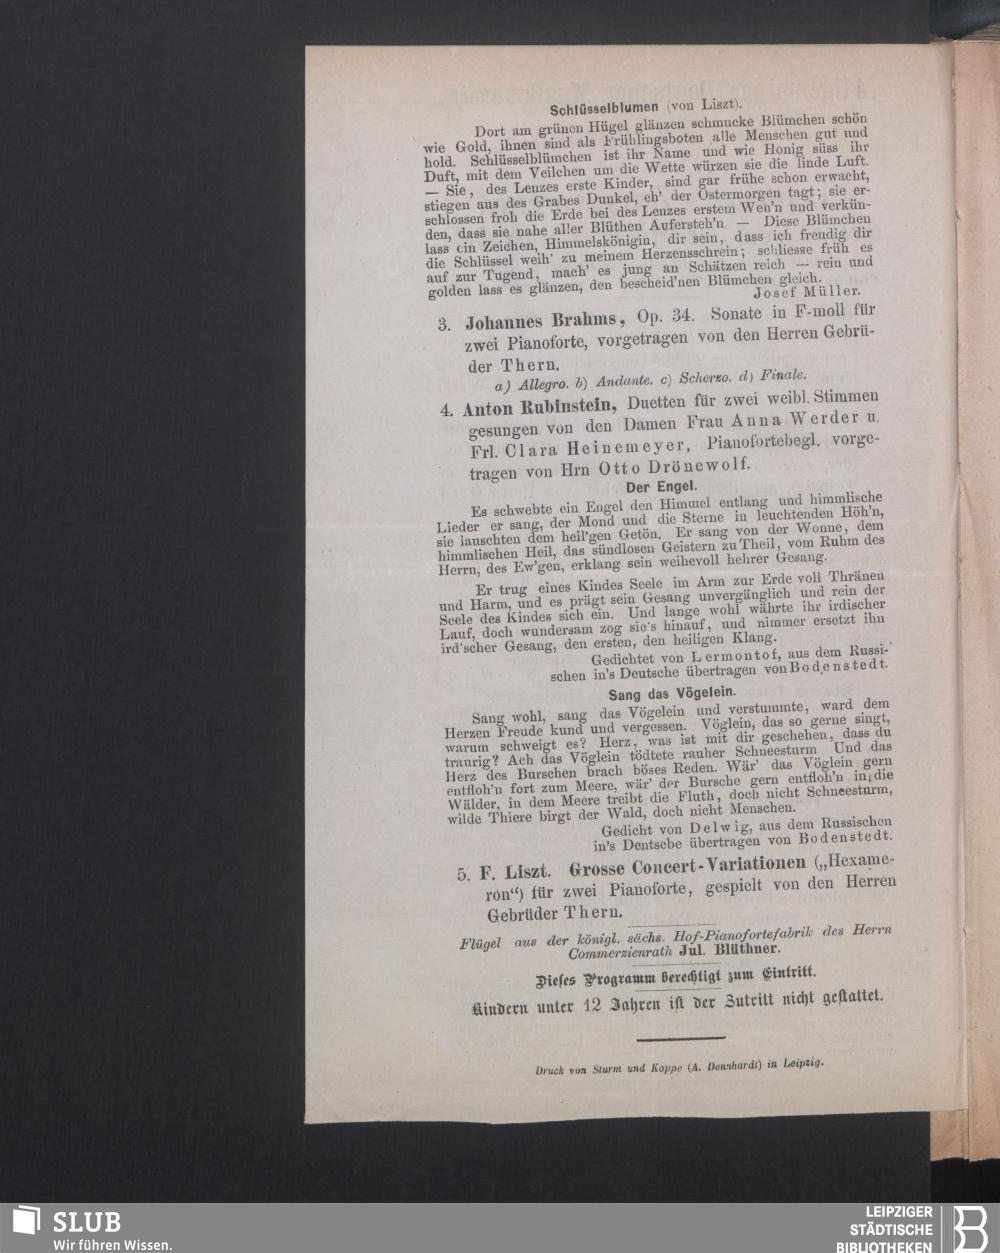 Schlüsselblumen (von Liszt).
Dort am grünen Hügel glänzen schmucke Blümchen schön
wie Gold, ihnen sind als Frühlingsboten alle Menschen gut und
hold. Schlüsselblümchen ist ihr Name und wie Honig süss ihr
Duft, mit dem Veilchen um die Wette würzen sie die linde Luft.
— Sie, des Lenzes erste Kinder, sind gar frühe schon erwacht,
stiegen aus des Grabes Dunkel, eh' der Ostermorgen tagt; sie er-
schlossen froh die Erde bei des Lenzes erstem Weh'n und verkün-
den, dass sie nahe aller Blüthen Aufersteh'n. — Diese Blümchen
lass ein Zeichen, Himmelskönigin, dir sein, dass ich freudig dir
die Schlüssel weih' zu meinem Herzensschrein; schliesse früh es
auf zur Tugend, mach' es jung an Schätzen reich — rein und
golden lass es glänzen, den bescheid'nen Blümchen gleich.
Josef Müller.
3. Johannes Brahms, Op. 34. Sonate in F-moll für
zwei Pianoforte, vorgetragen von den Herren Gebrü-
der Thern.
a) Allegro. b) Andante. c) Scherzo. d) Finale.
4. Anton Rubinstein, Duetten für zwei weibl. Stimmen
gesungen von den Damen Frau Anna Werder u.
Frl. Clara Heinemeyer, Pianofortebegl. vorge-
tragen von Hrn Otto Drönewolf.
Der Engel.
Es schwebte ein Engel den Himmel entlang und himmlische
Lieder er sang, der Mond und die Sterne in leuchtenden Höh'n,
sie lauschten dem heil'gen Getön. Er sang von der Wonne, dem
himmlischen Heil, das sündlosen Geistern zu Theil, vom Ruhm des
Herrn, des Ew'gen, erklang sein weihevoll hehrer Gesang.
Er trug eines Kindes Seele im Arm zur Erde voll Thränen
und Harm, und es prägt sein Gesang unvergänglich und rein der
Seele des Kindes sich ein. Und lange wohl währte ihr irdischer
Lauf, doch wundersam zog sie's hinauf, und nimmer ersetzt ihn
ird'scher Gesang, den ersten, den heiligen Klang.
Gedichtet von Lermontof, aus dem Russi-
schen in's Deutsche übertragen von Bodenstedt.
Sang das Vögelein.
Sang wohl, sang das Vögelein und verstummte, ward dem
Herzen Freude kund und vergessen. Vöglein, das so gerne singt,
warum schweigt es? Herz, was ist mit dir geschehen, dass du
traurig? Ach das Vöglein tödtete rauher Schneesturm Und das
Herz des Burschen brach böses Reden. Wär' das Vöglein gern
entfloh'n fort zum Meere, wär' der Bursche gern entfloh'n in die
Wälder, in dem Meere treibt die Fluth, doch nicht Schneesturm,
wilde Thiere birgt der Wald, doch nicht Menschen.
Gedicht von Delwig, aus dem Russischen
in's Dentsche übertragen von Bodenstedt.
5. F. Liszt. Grosse Concert-Variationen („Hexame-
ron“) für zwei Pianoforte, gespielt von den Herren
Gebrüder Thern.
Flügel aus der königl. sächs. Hof-Pianofortefabrik des Herrn
Commerzienrath Jul. Blüthner.
Dieses Programm berechtigt zum Eintritt.
Kindern unter 12 Jahren ist der Zutritt nicht gestattet.
Druck von Sturm und Koppe (A. Dennhardt) in Leipzig.
SLUB
Wir führen Wissen.
LEIPZIGER
STÄDTISCHE
BIBLIOTHEKEN